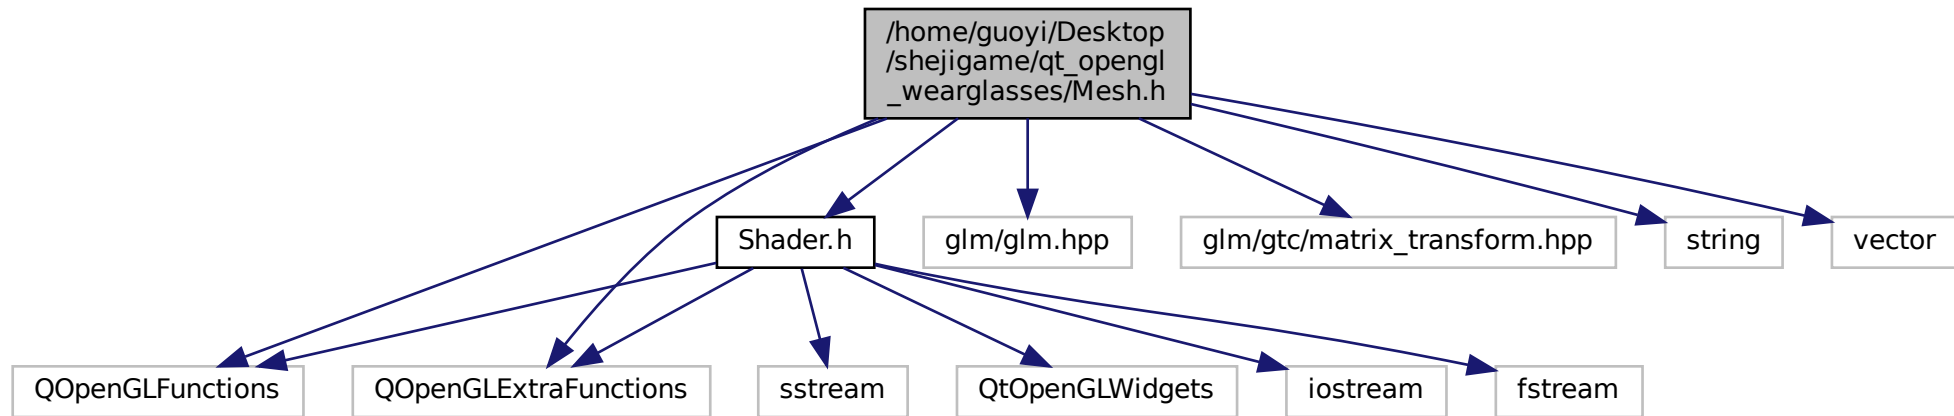 /home/guoyi/Desktop
/shejigame/qt_opengl
_wearglasses/Mesh.h
Shader.h
glm/glm.hpp
glm/gtc/matrix_transform.hpp
string
vector
QOpenGLFunctions
QOpenGLExtraFunctions
sstream
QtOpenGLWidgets
iostream
fstream